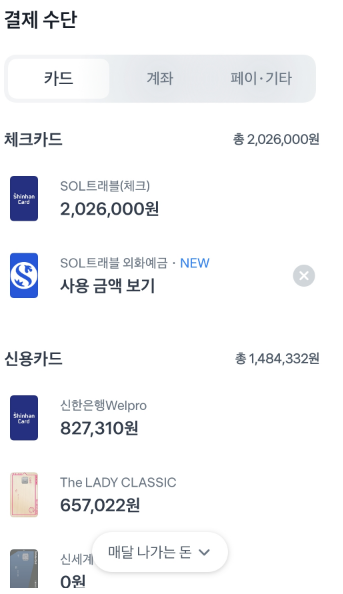 결제 수단
카드
계좌
페이·기타
체크카드
총 2,026,000원
Shinhan
Card
SOL트래블(체크)
2,026,000원
SOL트래블 외화예금 · NEW
사용 금액 보기
신용카드
총 1,484,332원
Shinhan
Card
신한은행Welpro
827,310원
The LADY CLASSIC
657,022원
신세계
0원
매달 나가는 돈